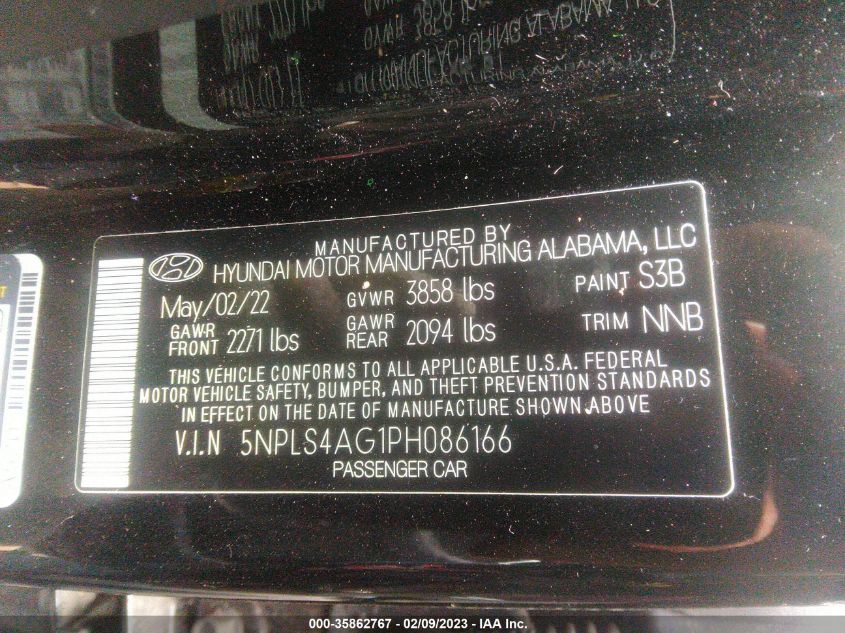 MANUFACTURED BY
HYUNDAI MOTOR MANUFACTURING ALABAMA, LLC
May/02/22 GVWR 3858 lbs PAINT S3B
GAWR FRONT 2271 lbs GAWR REAR 2094 lbs TRIM NNB
THIS VEHICLE CONFORMS TO ALL APPLICABLE U.S.A. FEDERAL
MOTOR VEHICLE SAFETY, BUMPER, AND THEFT PREVENTION STANDARDS
IN EFFECT ON THE DATE OF MANUFACTURE SHOWN ABOVE
V.I.N 5NPLS4AG1PH086166
PASSENGER CAR
000-35862767 - 02/09/2023 - IAA Inc.